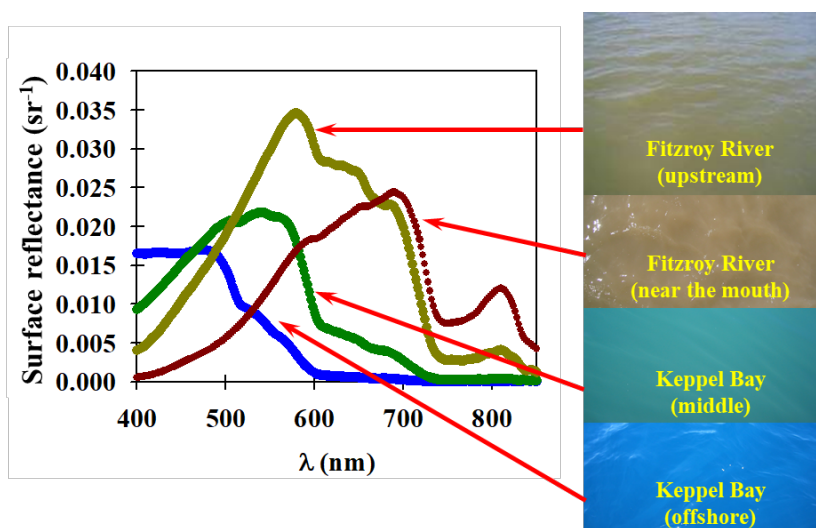 Surface reflectance (sr-1)
0.040
0.035
0.030
0.025
0.020
0.015
0.010
0.005
0.000
400
500
600
700
800
λ (nm)
Fitzroy River
(upstream)
Fitzroy River
(near the mouth)
Keppel Bay
(middle)
Keppel Bay
(offshore)